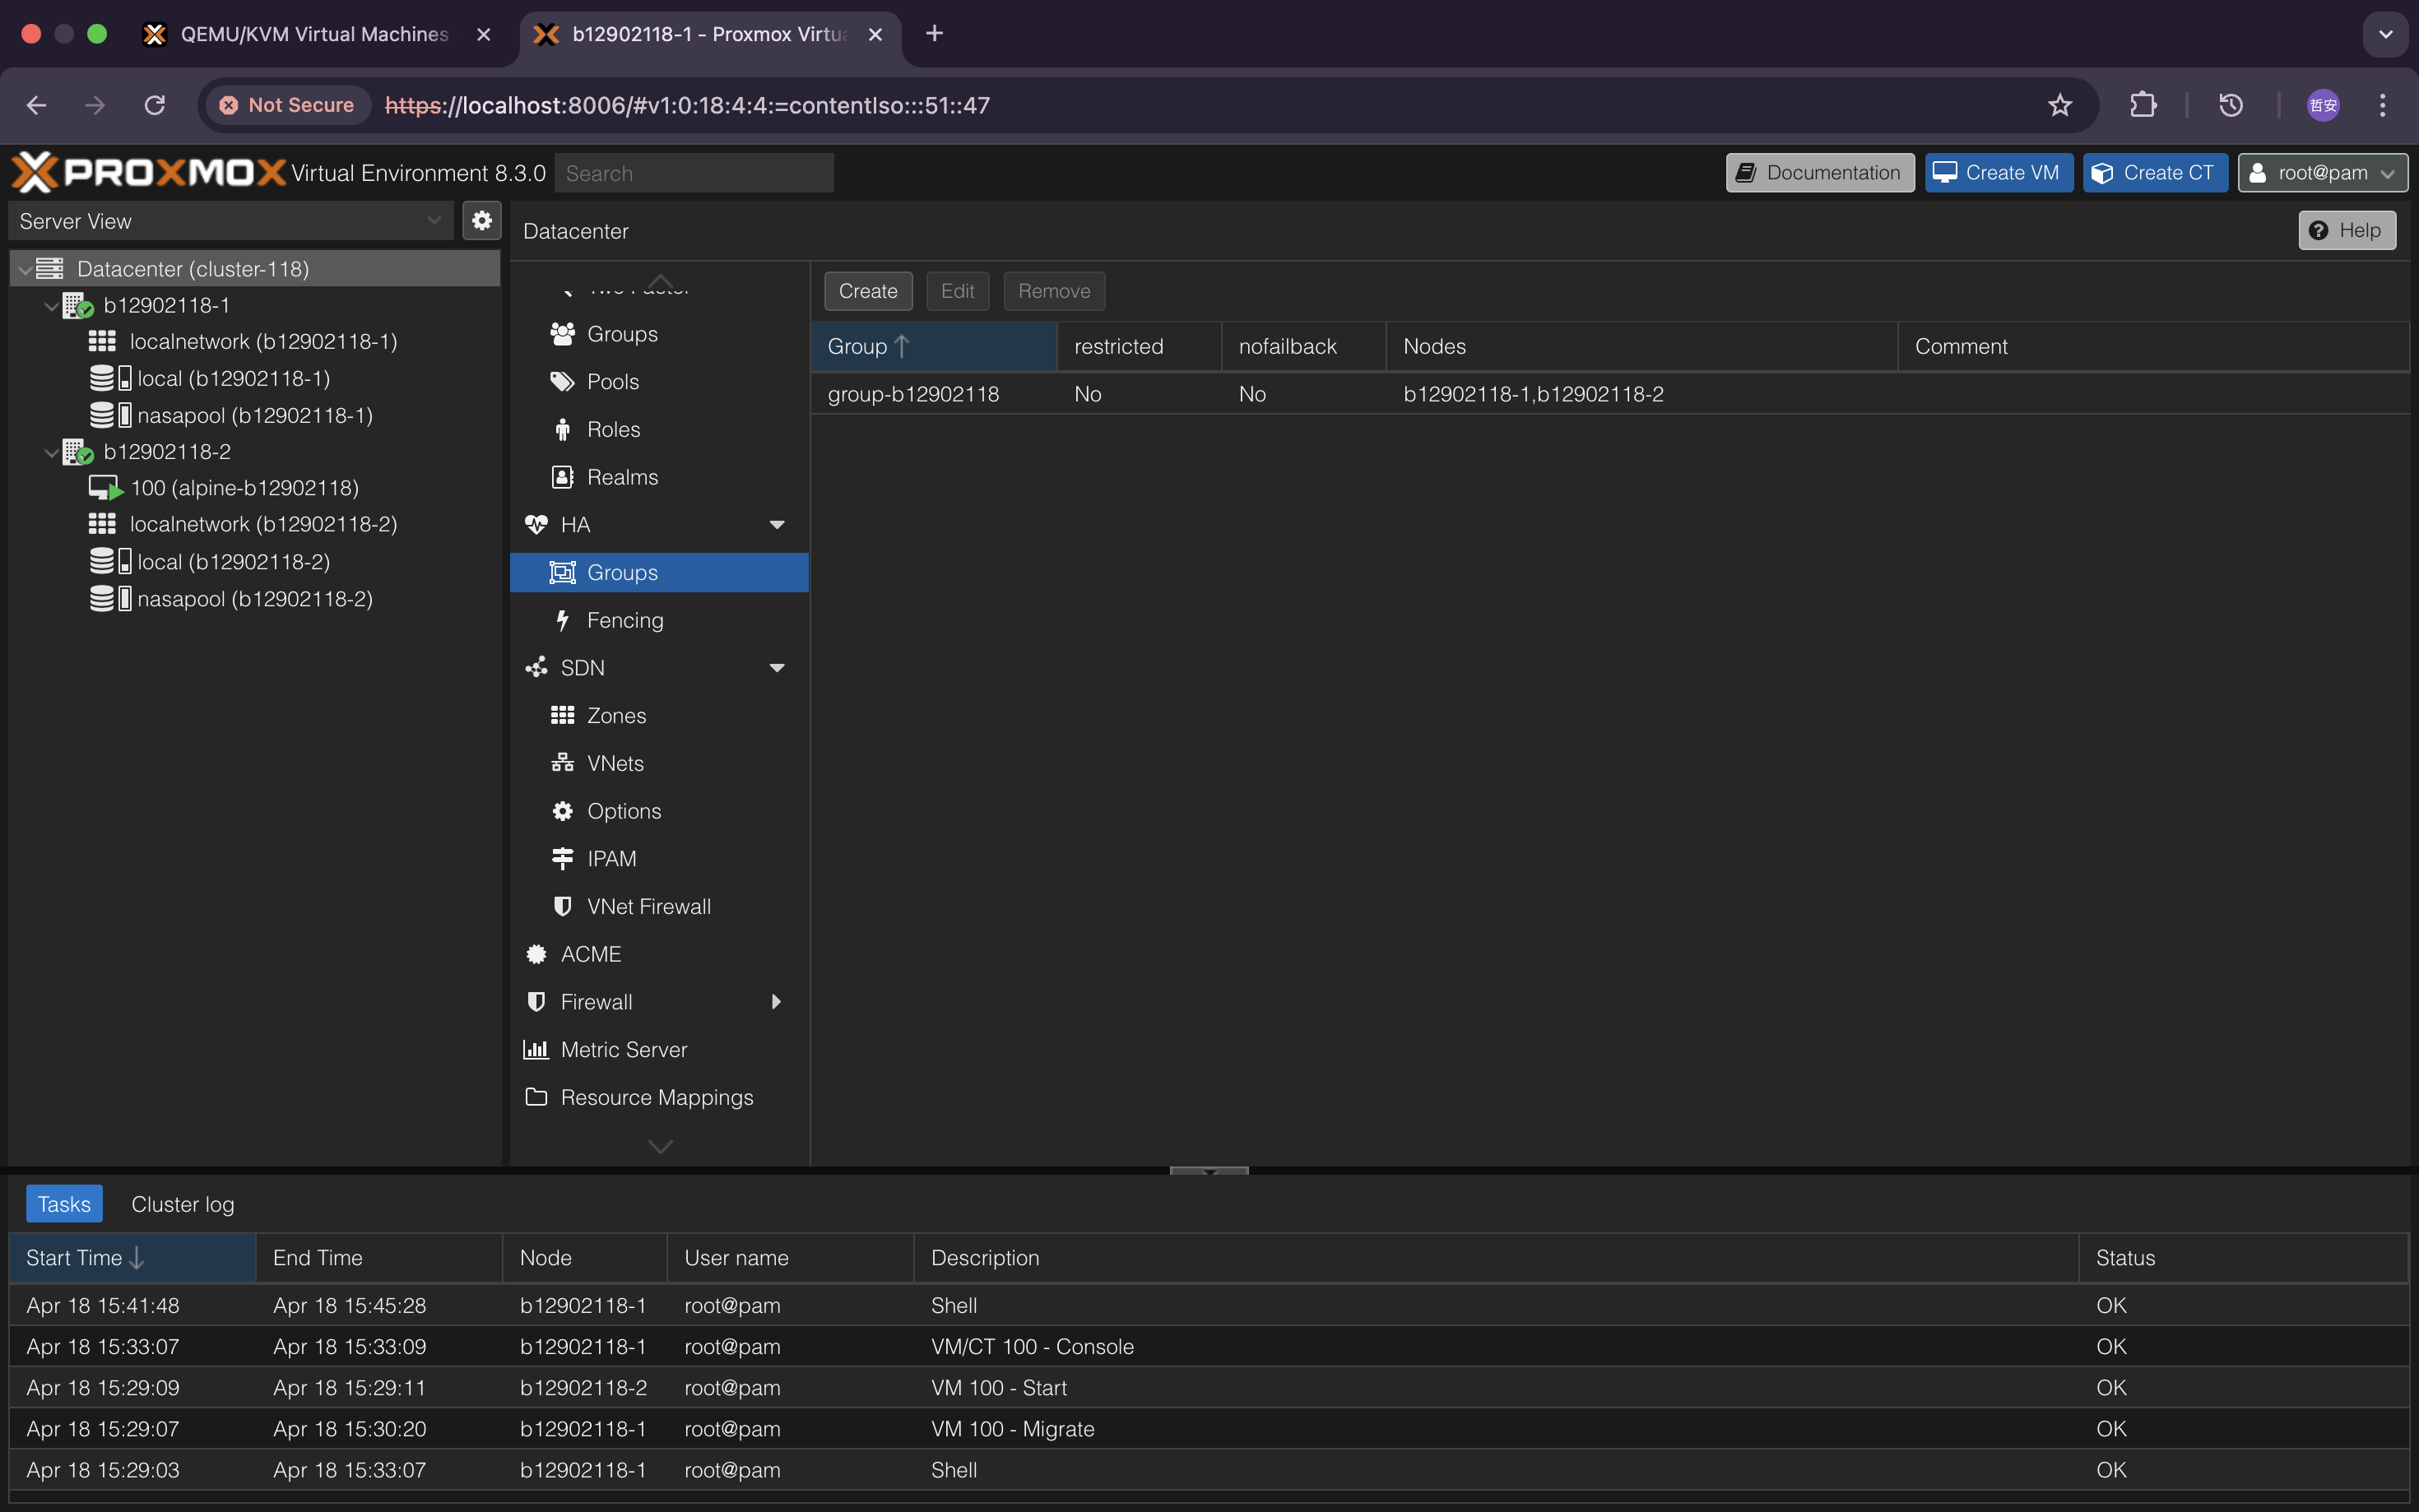 QEMU/KVM Virtual Machines
b12902118-1 - Proxmox Virtu
Not Secure
https://localhost:8006/#v1:0:18:4:4:=contentIso:::51::47
哲安
PROXMOX Virtual Environment 8.3.0
Search
Documentation
Create VM
Create CT
root@pam
Server View
Datacenter (cluster-118)
b12902118-1
localnetwork (b12902118-1)
local (b12902118-1)
nasapool (b12902118-1)
b12902118-2
100 (alpine-b12902118)
localnetwork (b12902118-2)
local (b12902118-2)
nasapool (b12902118-2)
Datacenter
Help
Two Factor
Groups
Pools
Roles
Realms
HA
Groups
Fencing
SDN
Zones
VNets
Options
IPAM
VNet Firewall
ACME
Firewall
Metric Server
Resource Mappings
Create Edit Remove
Group restricted nofailback Nodes Comment
group-b12902118 No No b12902118-1,b12902118-2
Tasks Cluster log
Start Time End Time Node User name Description Status
Apr 18 15:41:48 Apr 18 15:45:28 b12902118-1 root@pam Shell OK
Apr 18 15:33:07 Apr 18 15:33:09 b12902118-1 root@pam VM/CT 100 - Console OK
Apr 18 15:29:09 Apr 18 15:29:11 b12902118-2 root@pam VM 100 - Start OK
Apr 18 15:29:07 Apr 18 15:30:20 b12902118-1 root@pam VM 100 - Migrate OK
Apr 18 15:29:03 Apr 18 15:33:07 b12902118-1 root@pam Shell OK